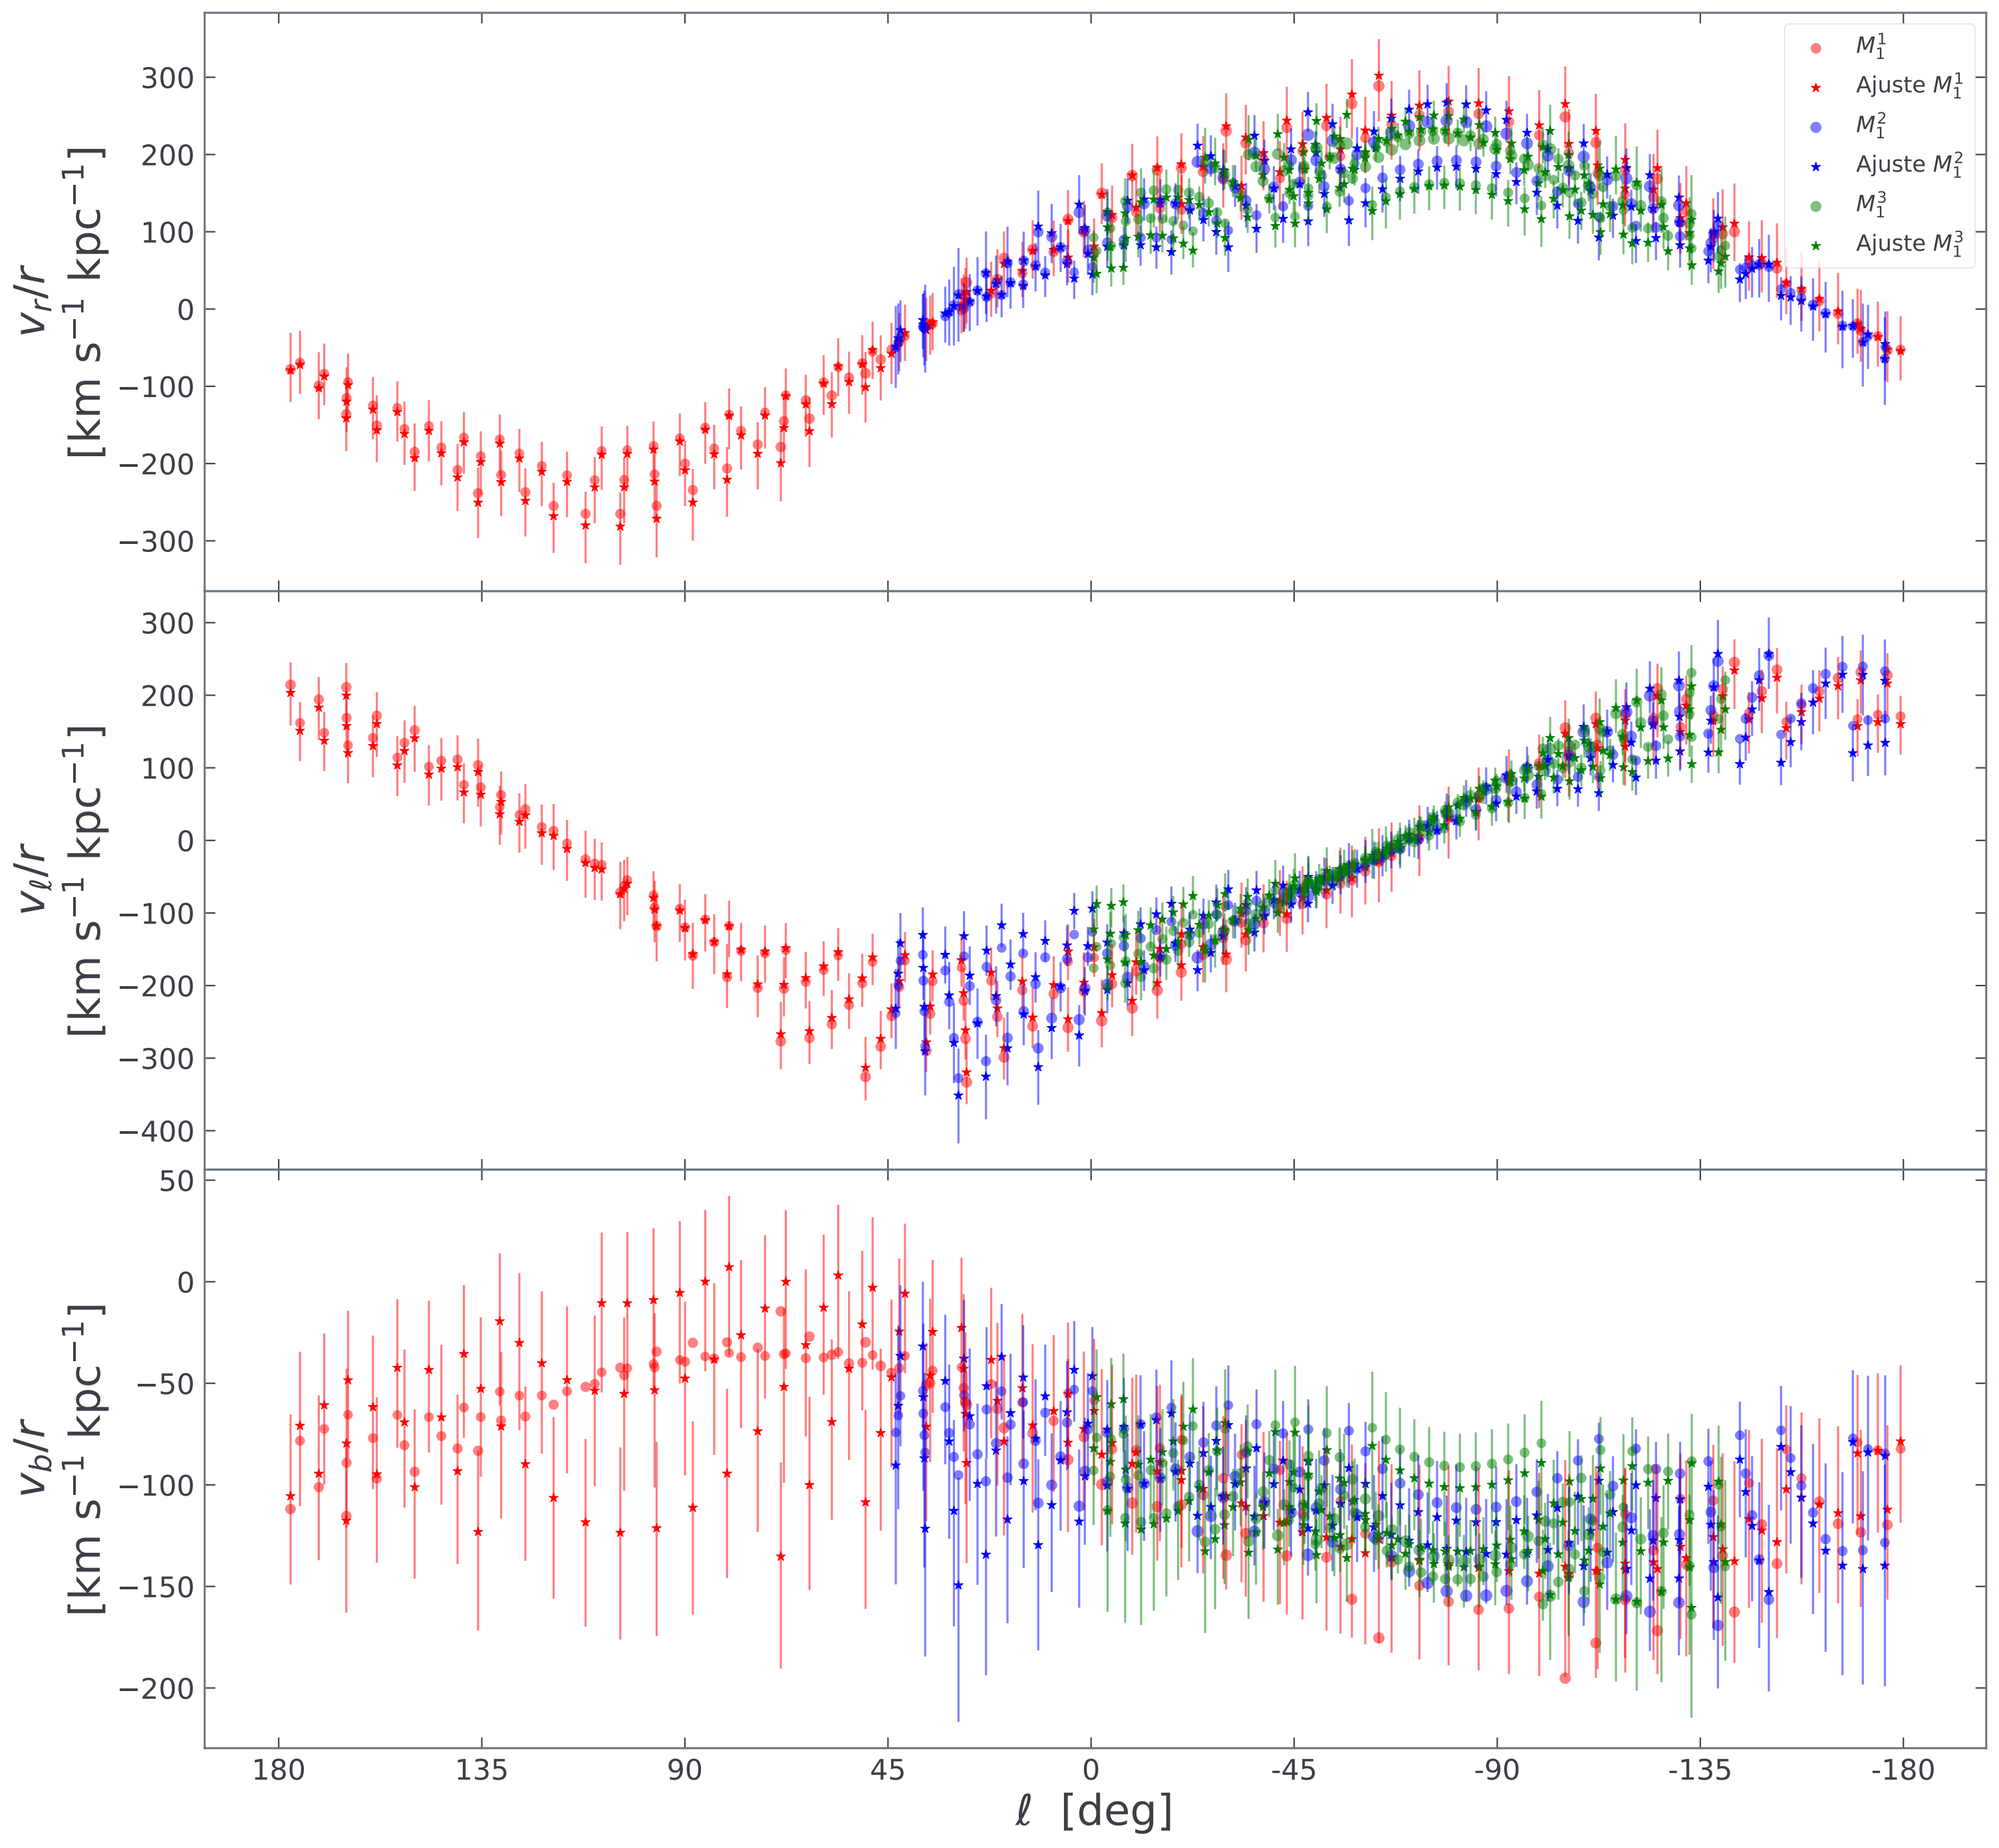 300
200
100
0
−100
−200
−300
v_r/r
[km s⁻¹ kpc⁻¹]
M₁¹
Ajuste M₁¹
M₁²
Ajuste M₁²
M₁³
Ajuste M₁³
300
200
100
0
−100
−200
−300
−400
v_ℓ/r
[km s⁻¹ kpc⁻¹]
50
0
−50
−100
−150
−200
v_b/r
[km s⁻¹ kpc⁻¹]
180 135 90 45 0 -45 -90 -135 -180
ℓ [deg]